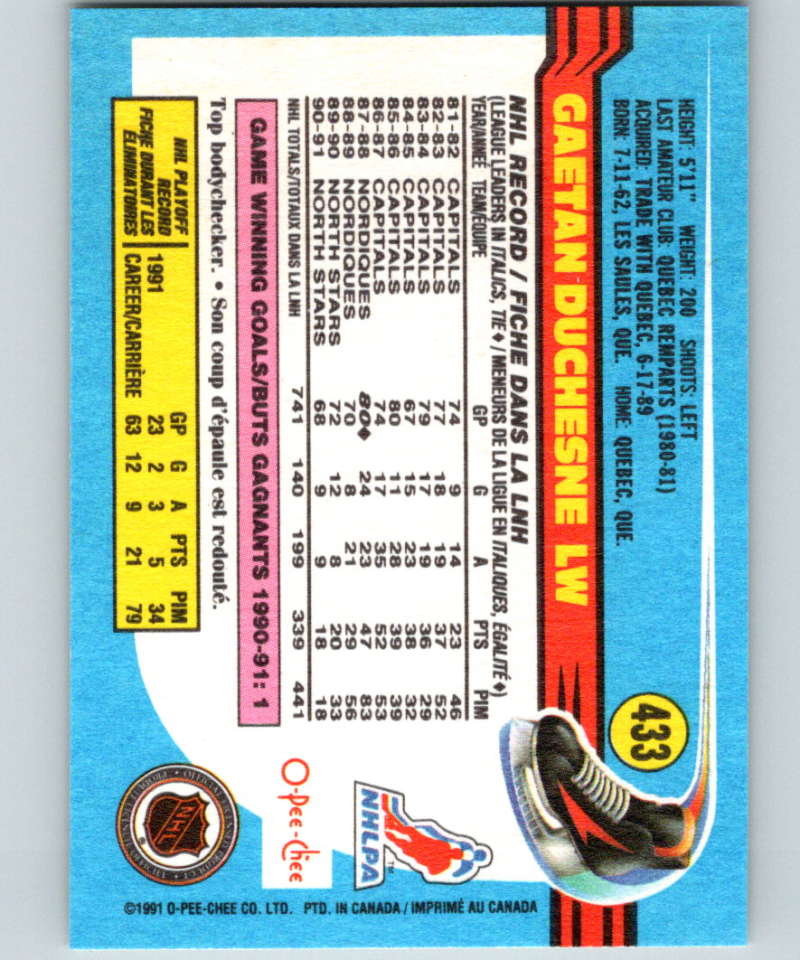 433
HEIGHT: 5'11" WEIGHT: 200 SHOOTS: LEFT
LAST AMATEUR CLUB: QUEBEC REMPARTS (1980-81)
ACQUIRED: TRADE WITH QUEBEC, 6-17-89
BORN: 7-11-62, LES SAULES, QUE. HOME: QUEBEC, QUE.
GAETAN DUCHESNE LW
NHL RECORD / FICHE DANS LA LNH
(LEAGUE LEADERS IN ITALICS, TIE ♦ / MENEURS DE LA LIGUE EN ITALIQUES, ÉGALITÉ ♦)
YEAR/ANNÉE TEAM/ÉQUIPE GP G A PTS PIM
81-82 CAPITALS 74 9 14 23 46
82-83 CAPITALS 77 18 19 37 52
83-84 CAPITALS 79 17 19 36 29
84-85 CAPITALS 67 15 23 38 32
85-86 CAPITALS 80 11 28 39 39
86-87 CAPITALS 74 17 35 52 53
87-88 NORDIQUES 80♦ 24 23 47 83
88-89 NORDIQUES 70 8 21 29 56
89-90 NORTH STARS 72 12 8 20 33
90-91 NORTH STARS 68 9 9 18 18
NHL TOTALS/TOTAUX DANS LA LNH 741 140 199 339 441
GAME WINNING GOALS/BUTS GAGNANTS 1990-91: 1
Top bodychecker. • Son coup d'épaule est redouté.
NHL PLAYOFF
RECORD
FICHE DURANT LES
ÉLIMINATOIRES
GP G A PTS PIM
1991 23 2 3 5 34
CAREER/CARRIÈRE 63 12 9 21 79
NHLPA
TM
O-Pee-Chee
NHL
©1991 O-PEE-CHEE CO. LTD. PTD. IN CANADA / IMPRIMÉ AU CANADA